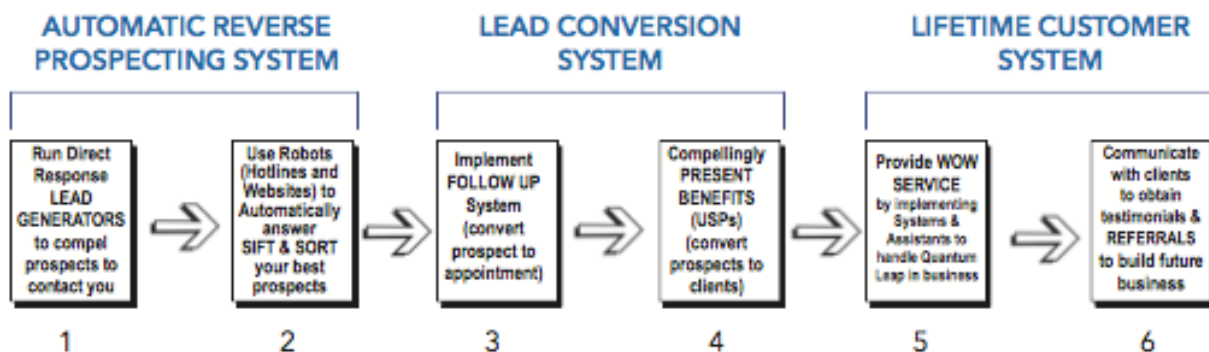 AUTOMATIC REVERSE
PROSPECTING SYSTEM
LEAD CONVERSION
SYSTEM
LIFETIME CUSTOMER
SYSTEM
Run Direct
Response
LEAD
GENERATORS
to compel
prospects to
contact you
Use Robots
(Hotlines and
Websites) to
Automatically
answer
SIFT & SORT
your best
prospects
Implement
FOLLOW UP
System
(convert
prospect to
appointment)
Compellingly
PRESENT
BENEFITS
(USPs)
(convert
prospects to
clients)
Provide WOW
SERVICE
by implementing
Systems &
Assistants to
handle Quantum
Leap in business
Communicate
with clients
to obtain
testimonials &
REFERRALS
to build future
business
1
2
3
4
5
6